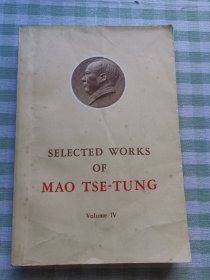 SELECTED WORKS
OF
MAO TSE-TUNG
Volume IV